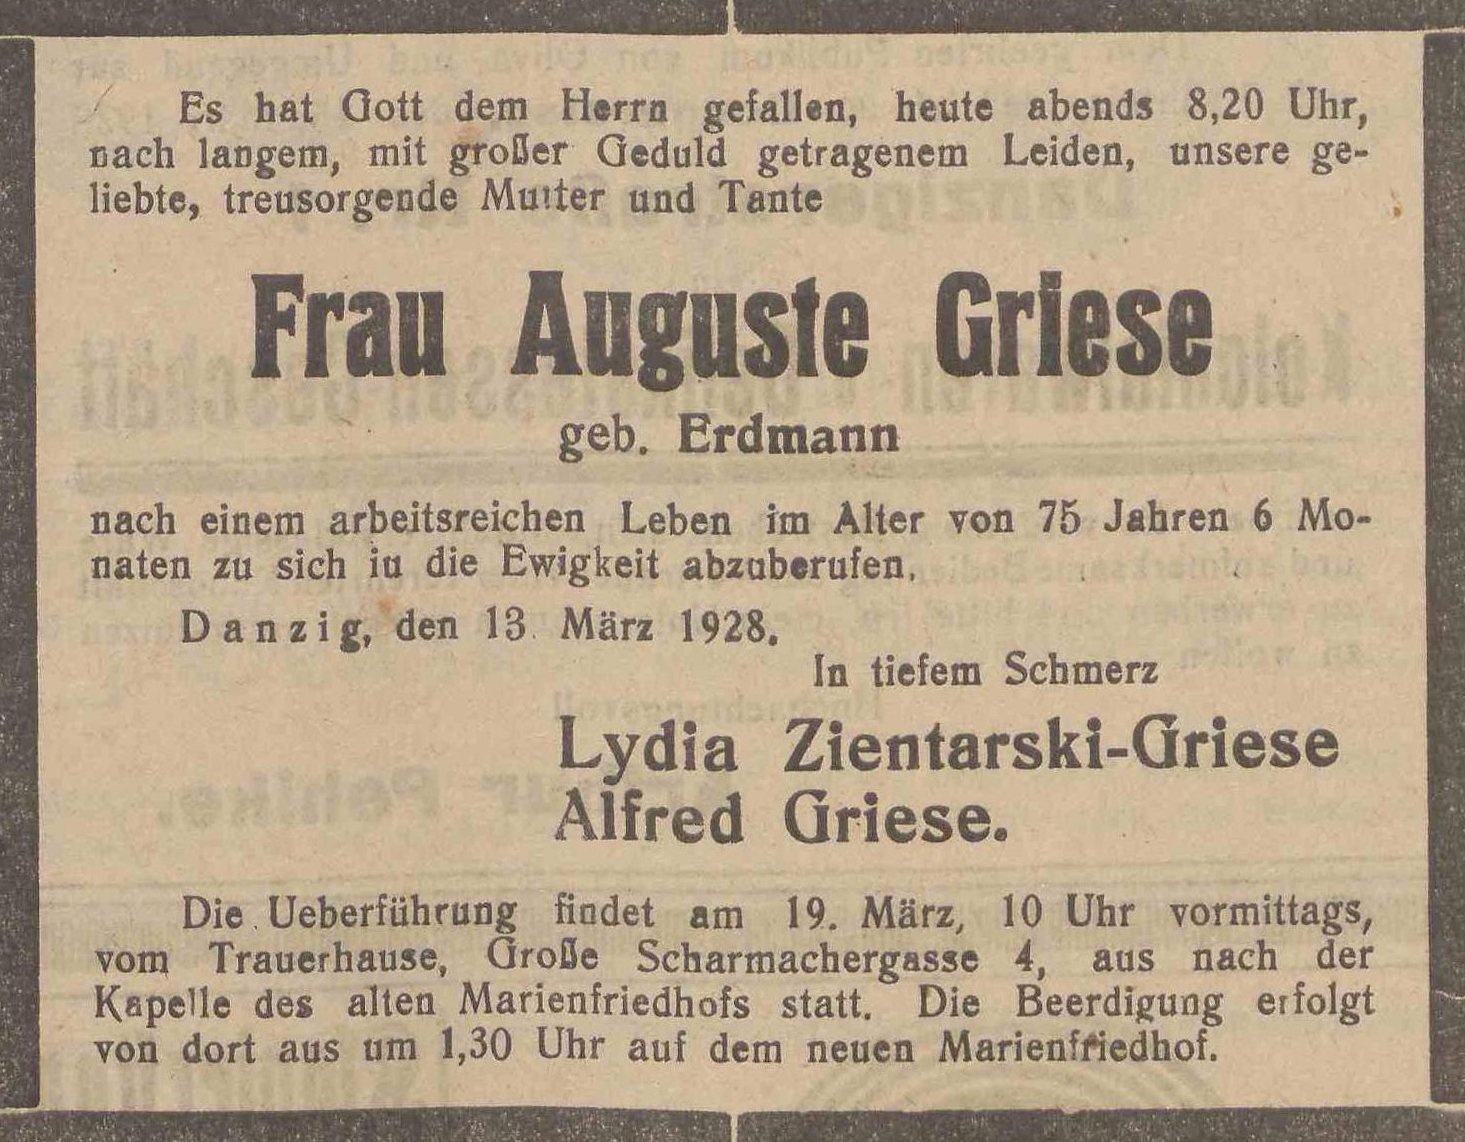 Es hat Gott dem Herrn gefallen, heute abends 8,20 Uhr,
nach langem, mit großer Geduld getragenem Leiden, unsere ge-
liebte, treusorgende Mutter und Tante
Frau Auguste Griese
geb. Erdmann
nach einem arbeitsreichen Leben im Alter von 75 Jahren 6 Mo-
naten zu sich in die Ewigkeit abzuberufen.
Danzig, den 13. März 1928.
In tiefem Schmerz
Lydia Zientarski-Griese
Alfred Griese.
Die Ueberführung findet am 19. März, 10 Uhr vormittags,
vom Trauerhause, Große Scharmachergasse 4, aus nach der
Kapelle des alten Marienfriedhofs statt. Die Beerdigung erfolgt
von dort aus um 1,30 Uhr auf dem neuen Marienfriedhof.